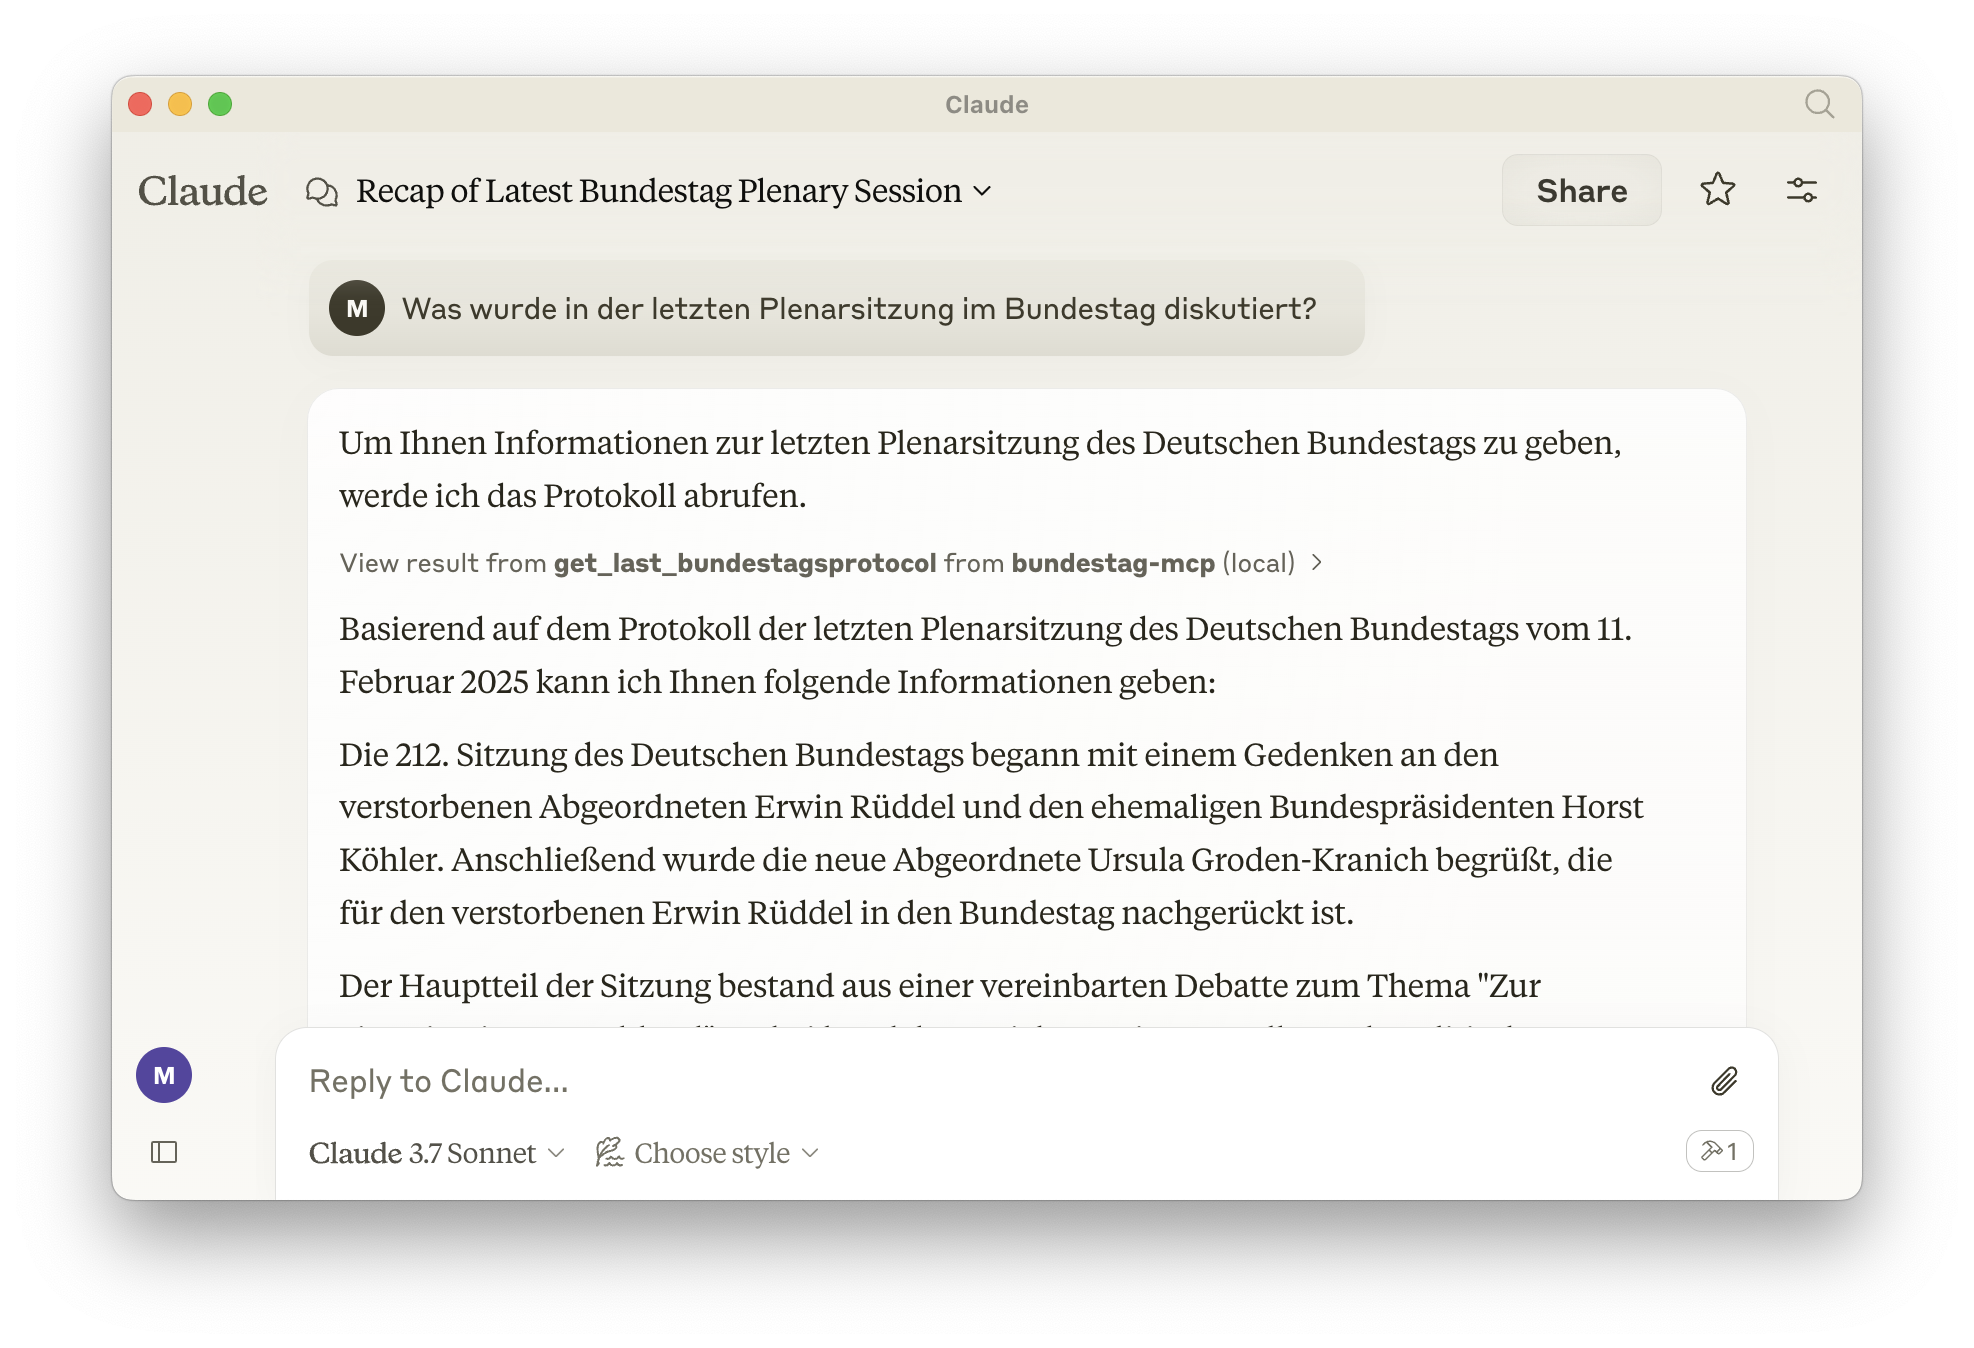 Claude
Claude
Recap of Latest Bundestag Plenary Session
Share
M
Was wurde in der letzten Plenarsitzung im Bundestag diskutiert?
Um Ihnen Informationen zur letzten Plenarsitzung des Deutschen Bundestags zu geben,
werde ich das Protokoll abrufen.
View result from get_last_bundestagsprotocol from bundestag-mcp (local)
Basierend auf dem Protokoll der letzten Plenarsitzung des Deutschen Bundestags vom 11.
Februar 2025 kann ich Ihnen folgende Informationen geben:
Die 212. Sitzung des Deutschen Bundestags begann mit einem Gedenken an den
verstorbenen Abgeordneten Erwin Rüddel und den ehemaligen Bundespräsidenten Horst
Köhler. Anschließend wurde die neue Abgeordnete Ursula Groden-Kranich begrüßt, die
für den verstorbenen Erwin Rüddel in den Bundestag nachgerückt ist.
Der Hauptteil der Sitzung bestand aus einer vereinbarten Debatte zum Thema "Zur
M
Reply to Claude...
Claude 3.7 Sonnet
Choose style
1